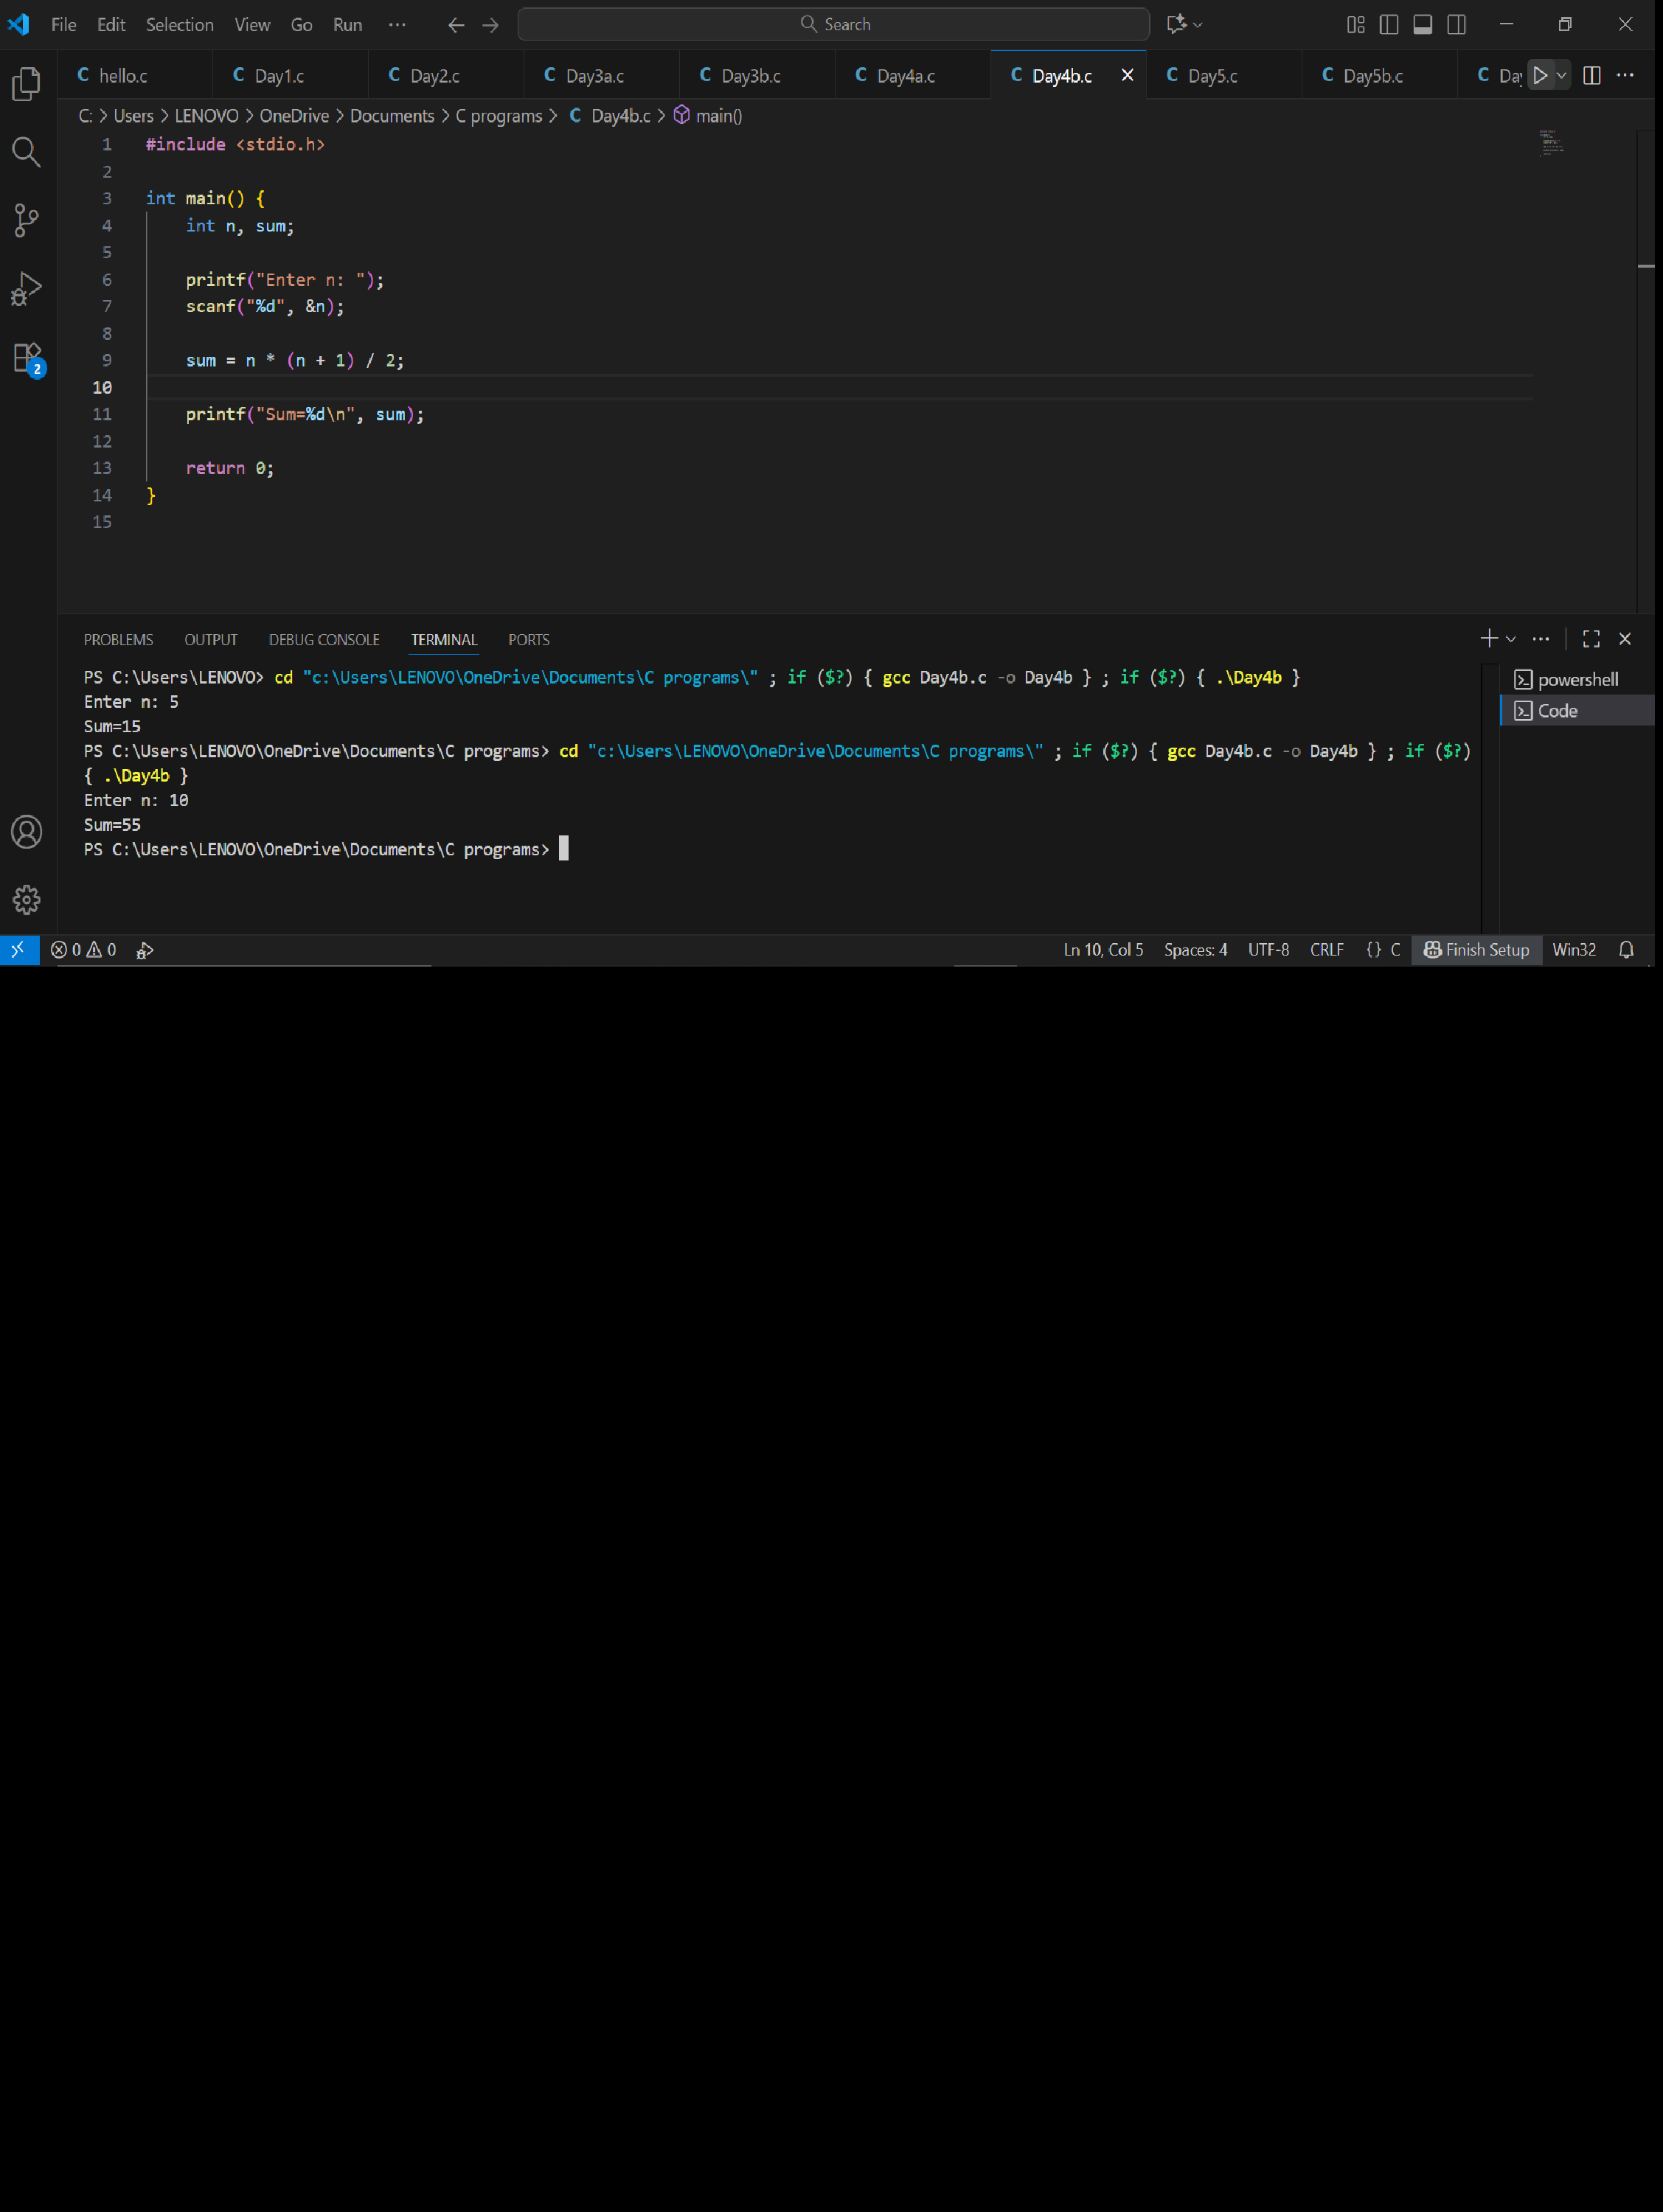 File Edit Selection View Go Run ··· Search
hello.c Day1.c Day2.c Day3a.c Day3b.c Day4a.c Day4b.c Day5.c Day5b.c Day
C: > Users > LENOVO > OneDrive > Documents > C programs > C Day4b.c > main()
1 #include <stdio.h>
2
3 int main() {
4 int n, sum;
5
6 printf("Enter n: ");
7 scanf("%d", &n);
8
9 sum = n * (n + 1) / 2;
10
11 printf("Sum=%d\n", sum);
12
13 return 0;
14 }
15
PROBLEMS OUTPUT DEBUG CONSOLE TERMINAL PORTS
PS C:\Users\LENOVO> cd "c:\Users\LENOVO\OneDrive\Documents\C programs\" ; if ($?) { gcc Day4b.c -o Day4b } ; if ($?) { .\Day4b }
Enter n: 5
Sum=15
PS C:\Users\LENOVO\OneDrive\Documents\C programs> cd "c:\Users\LENOVO\OneDrive\Documents\C programs\" ; if ($?) { gcc Day4b.c -o Day4b } ; if ($?)
{ .\Day4b }
Enter n: 10
Sum=55
PS C:\Users\LENOVO\OneDrive\Documents\C programs>
powershell
Code
2
0 0 Ln 10, Col 5 Spaces: 4 UTF-8 CRLF {} C Finish Setup Win32